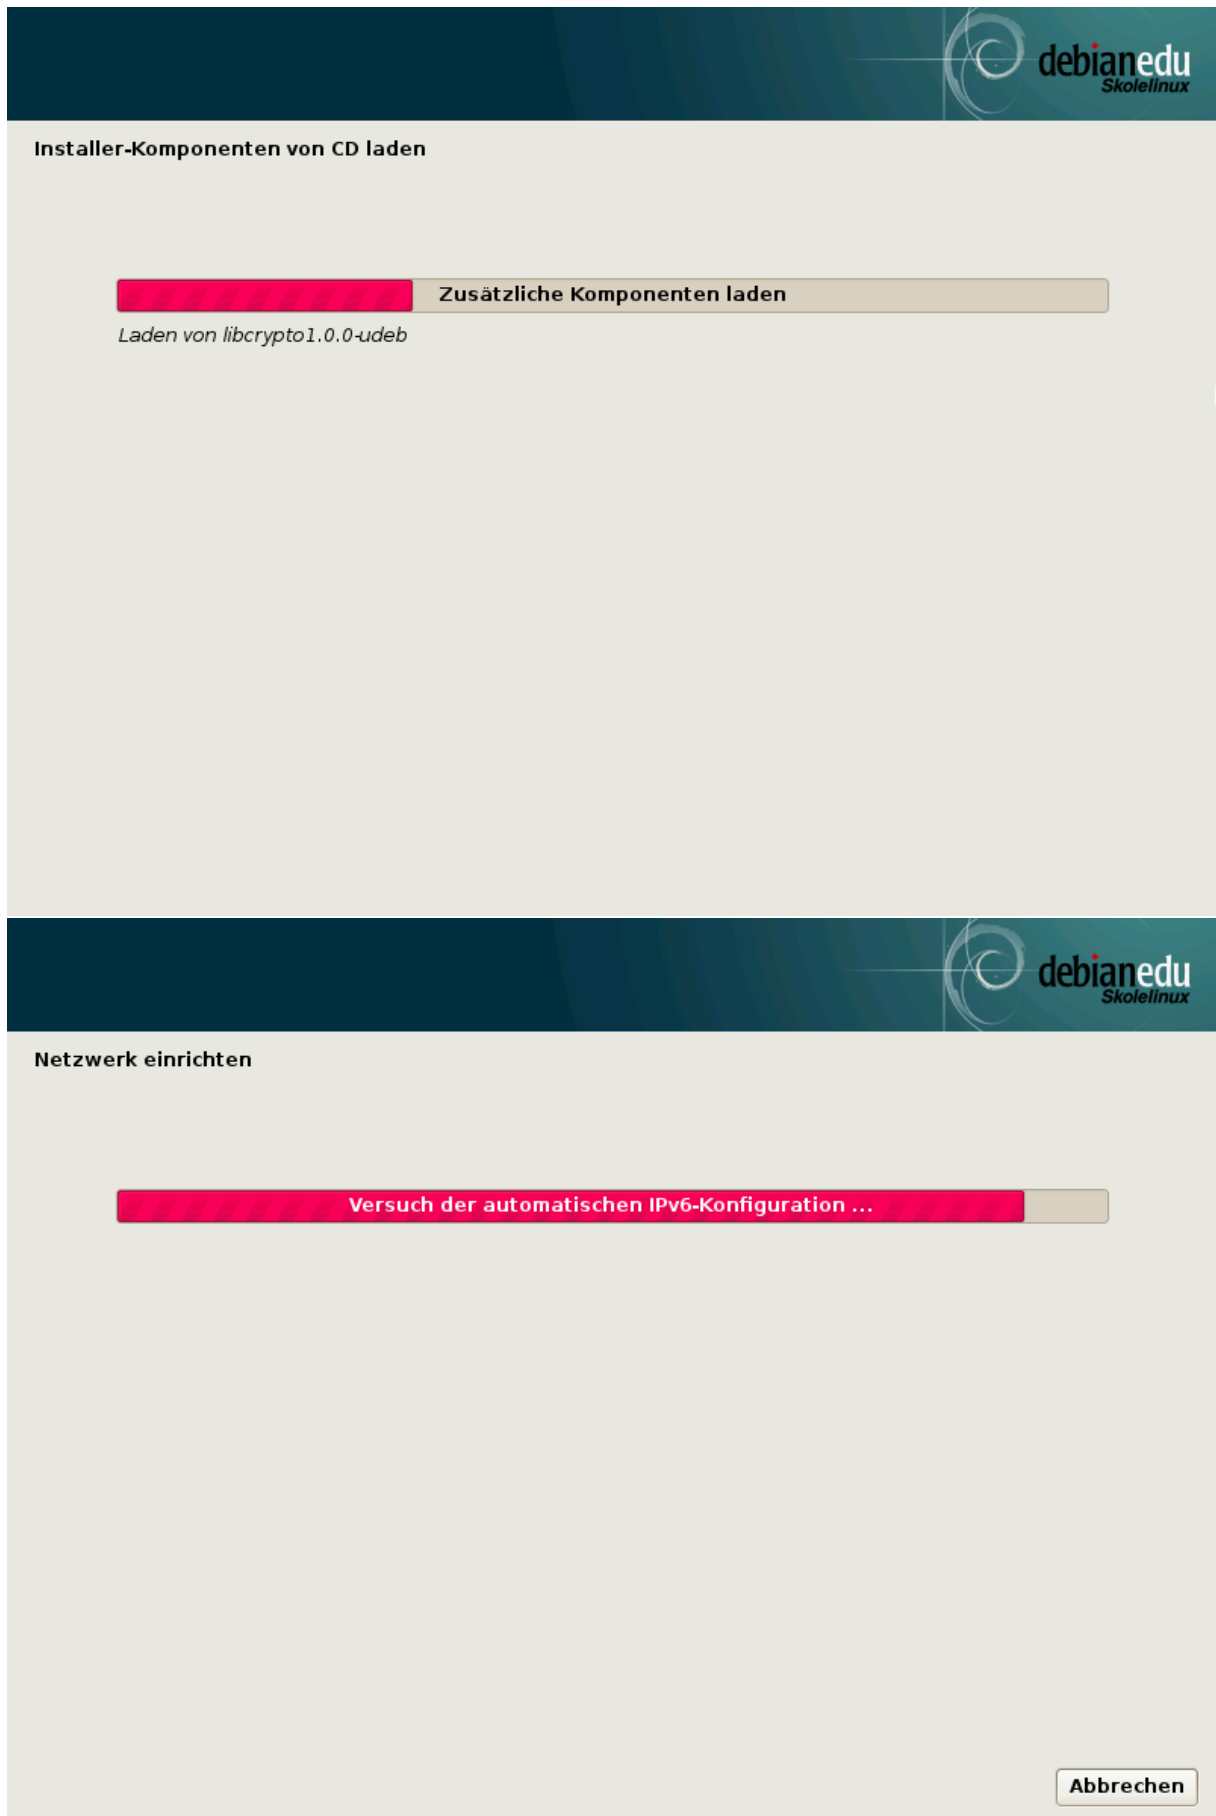 debianedu
Skolelinux
Installer-Komponenten von CD laden
Zusätzliche Komponenten laden
Laden von libcrypto1.0.0-udeb
debianedu
Skolelinux
Netzwerk einrichten
Versuch der automatischen IPv6-Konfiguration ...
Abbrechen